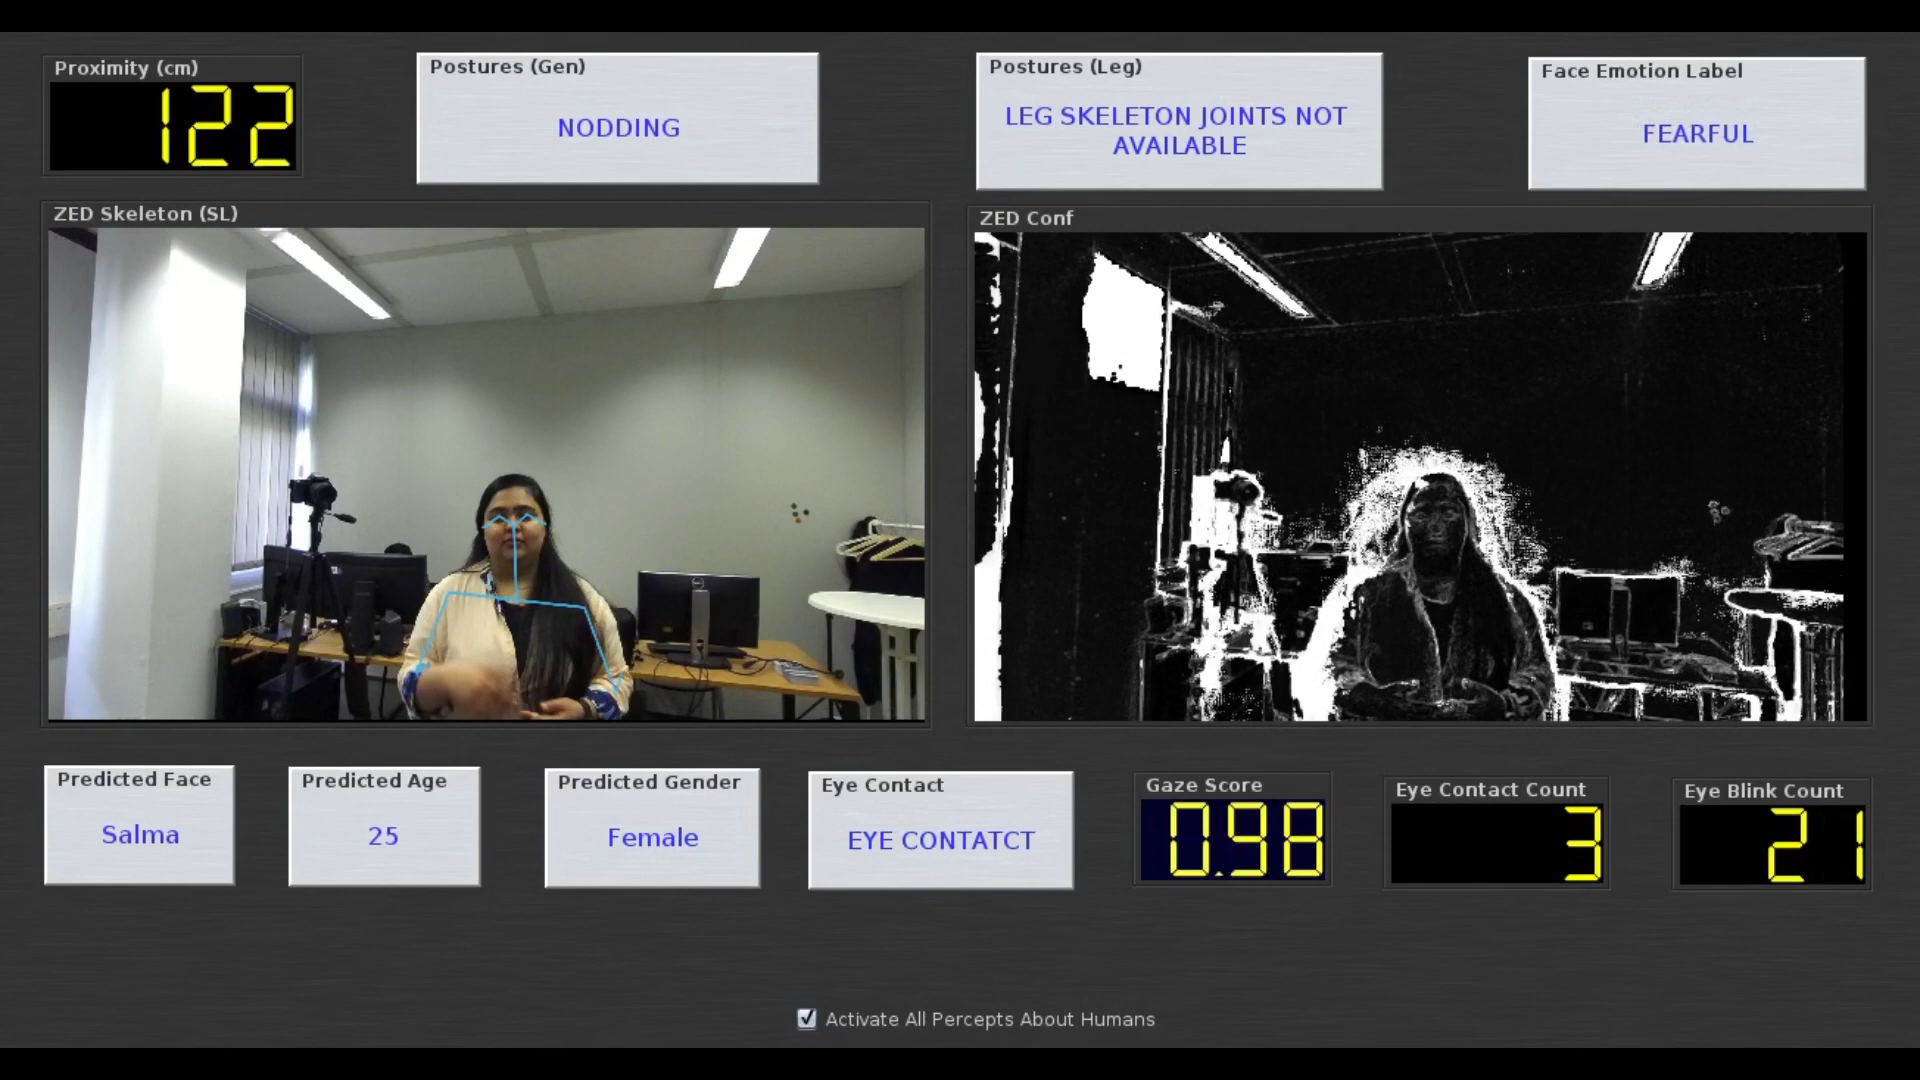 Proximity (cm)
122
Postures (Gen)
NODDING
Postures (Leg)
LEG SKELETON JOINTS NOT
AVAILABLE
Face Emotion Label
FEARFUL
ZED Skeleton (SL)
ZED Conf
Predicted Face
Salma
Predicted Age
25
Predicted Gender
Female
Eye Contact
EYE CONTATCT
Gaze Score
0.98
Eye Contact Count
3
Eye Blink Count
21
Activate All Percepts About Humans